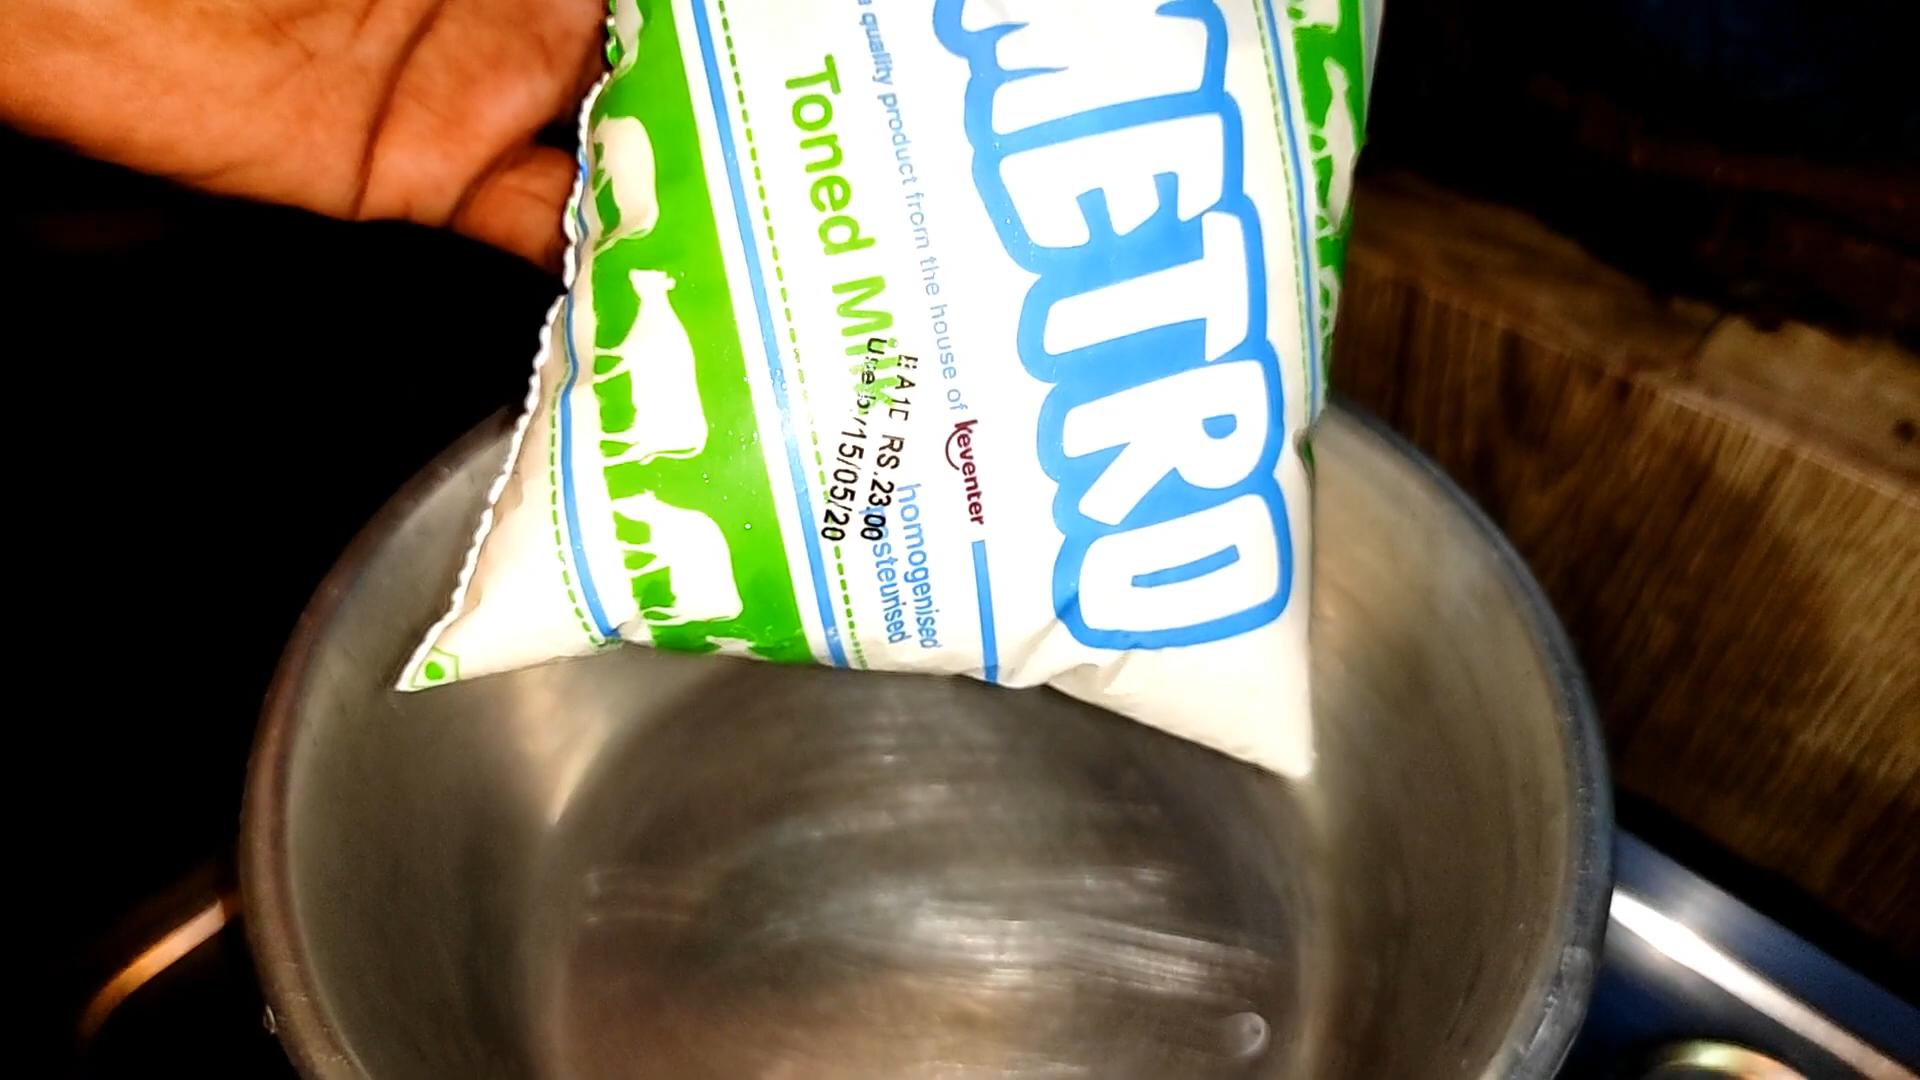 METRO
a quality product from the house of keventer
Toned Milk
homogenised
pasteurised
RS.23.00
15/05/20